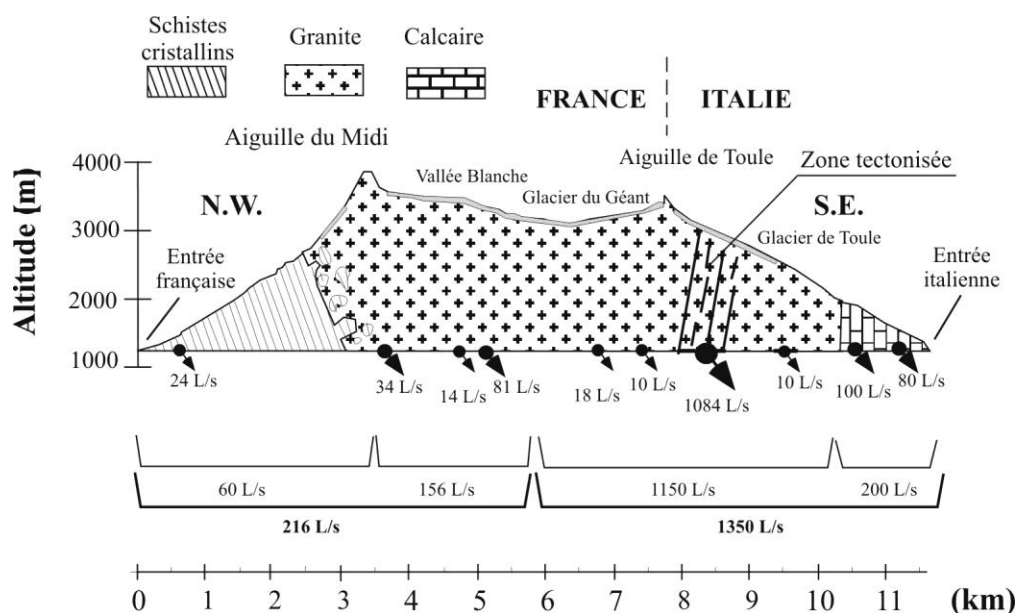 Schistes
cristallins
Granite
Calcaire
FRANCE
ITALIE
Aiguille du Midi
Aiguille de Toule
Zone tectonisée
Altitude (m)
4000
3000
2000
1000
N.W.
S.E.
Vallée Blanche
Glacier du Géant
Glacier de Toule
Entrée
française
Entrée
italienne
24 L/s
34 L/s
14 L/s
81 L/s
18 L/s
10 L/s
1084 L/s
10 L/s
100 L/s
80 L/s
60 L/s
156 L/s
1150 L/s
200 L/s
216 L/s
1350 L/s
0 1 2 3 4 5 6 7 8 9 10 11 (km)